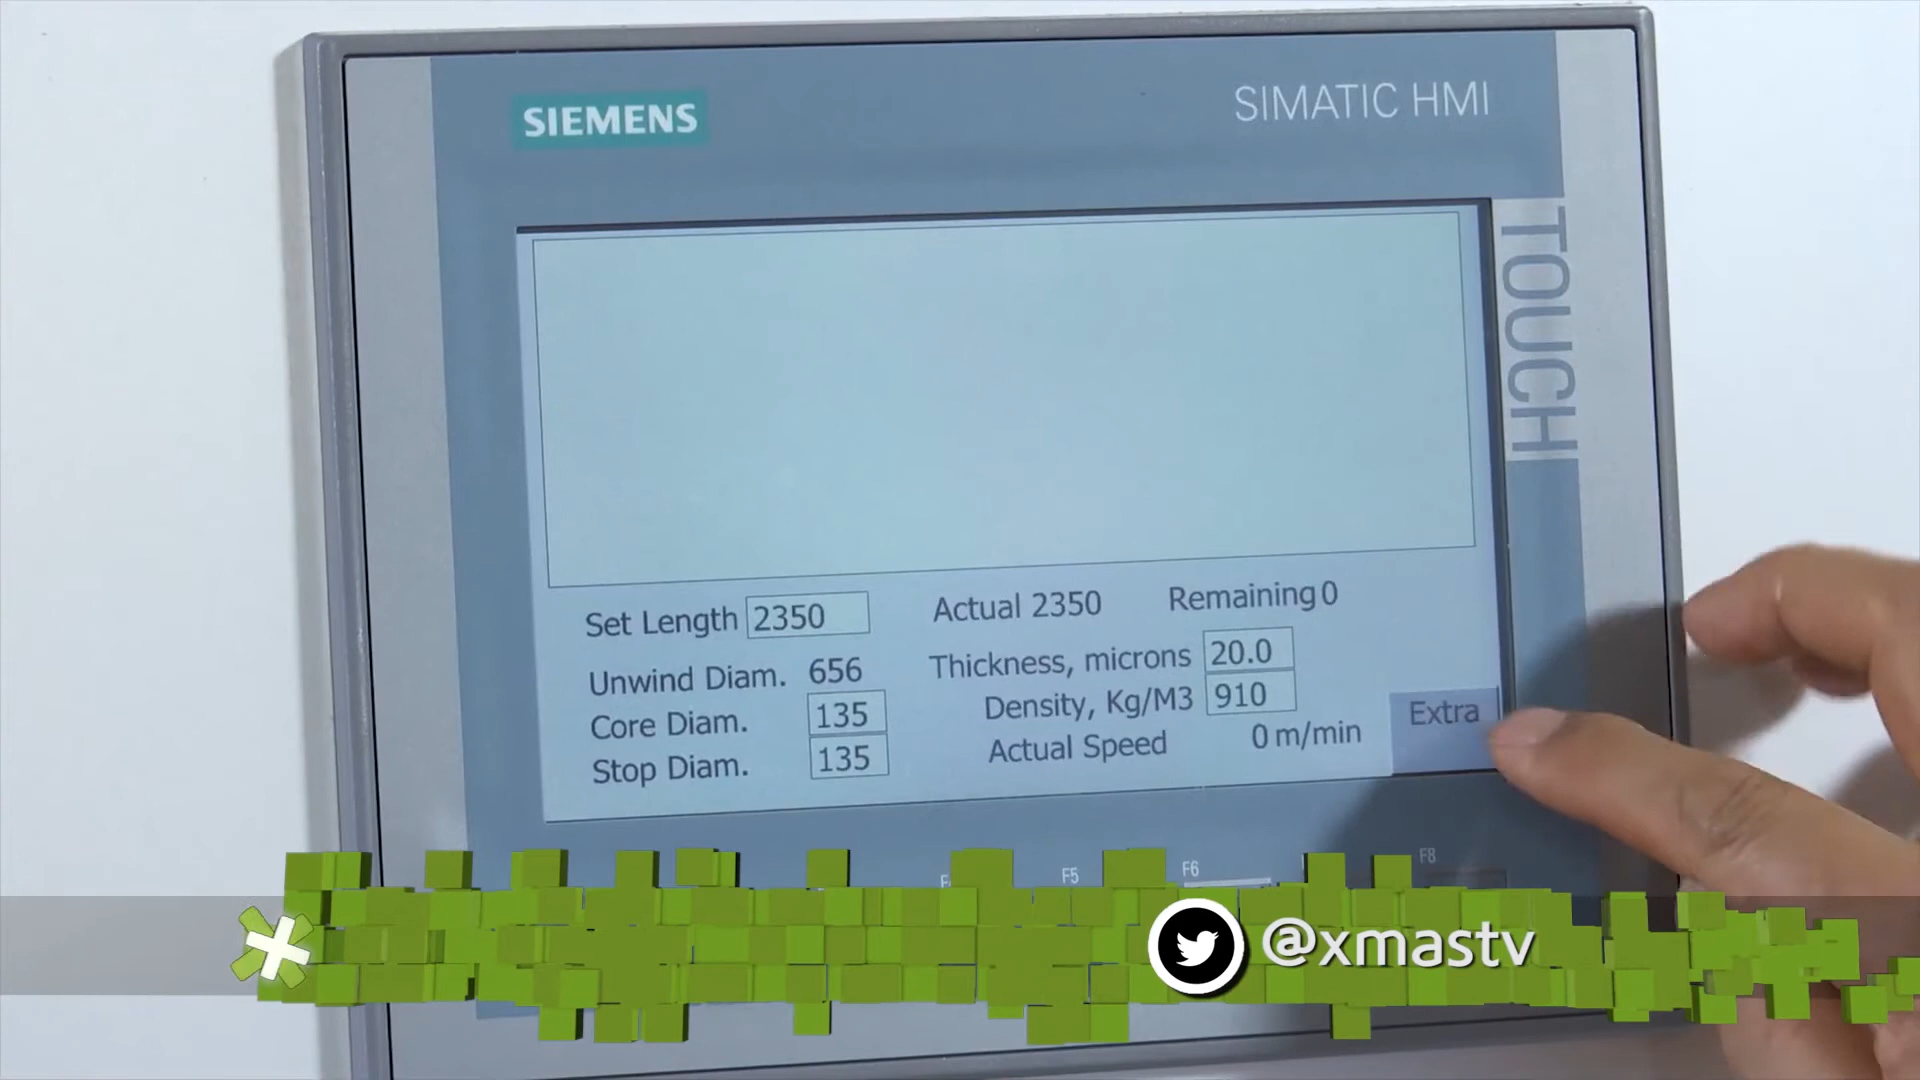 SIEMENS
SIMATIC HMI
TOUCH
Set Length 2350 Actual 2350 Remaining 0
Unwind Diam. 656 Thickness, microns 20.0
Core Diam. 135 Density, Kg/M3 910
Stop Diam. 135 Actual Speed 0 m/min Extra
F5 F6 F8
@xmastv